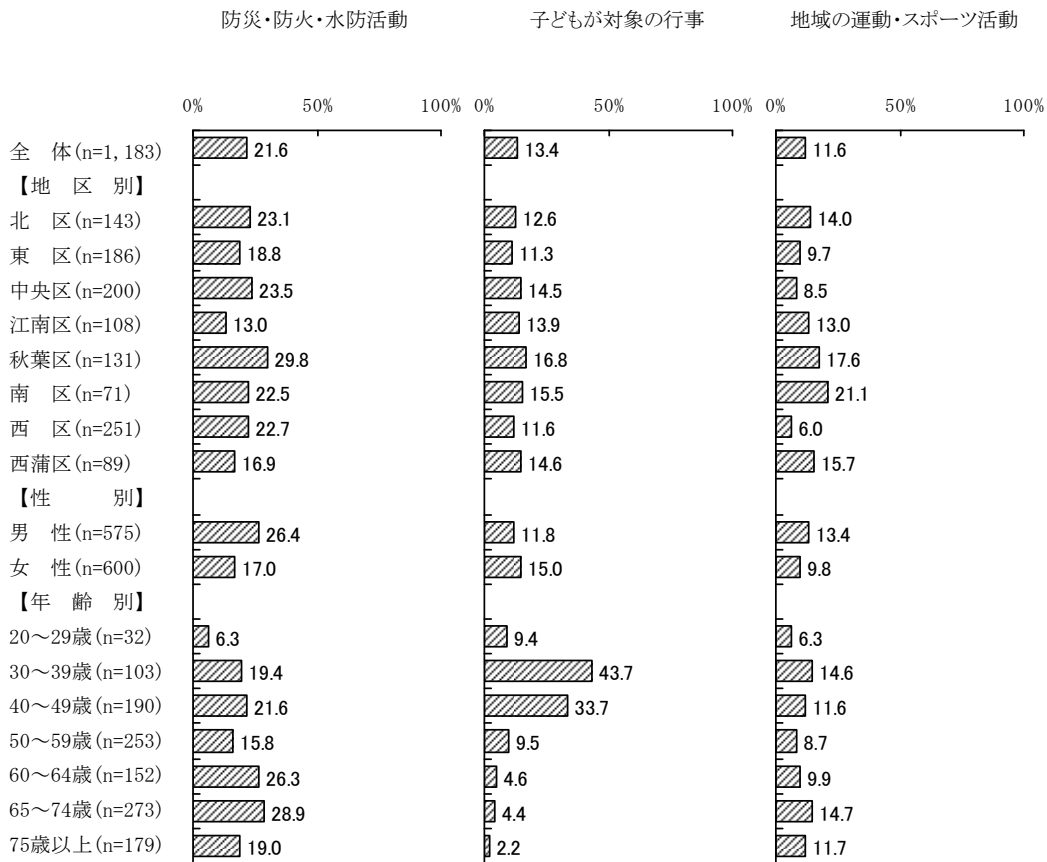 防災・防火・水防活動 子どもが対象の行事 地域の運動・スポーツ活動
0% 50% 100% 0% 50% 100% 0% 50% 100%
全　体(n=1,183) 21.6 13.4 11.6
【地　区　別】
北　区(n=143) 23.1 12.6 14.0
東　区(n=186) 18.8 11.3 9.7
中央区(n=200) 23.5 14.5 8.5
江南区(n=108) 13.0 13.9 13.0
秋葉区(n=131) 29.8 16.8 17.6
南　区(n=71) 22.5 15.5 21.1
西　区(n=251) 22.7 11.6 6.0
西蒲区(n=89) 16.9 14.6 15.7
【性　　　別】
男　性(n=575) 26.4 11.8 13.4
女　性(n=600) 17.0 15.0 9.8
【年　齢　別】
20～29歳(n=32) 6.3 9.4 6.3
30～39歳(n=103) 19.4 43.7 14.6
40～49歳(n=190) 21.6 33.7 11.6
50～59歳(n=253) 15.8 9.5 8.7
60～64歳(n=152) 26.3 4.6 9.9
65～74歳(n=273) 28.9 4.4 14.7
75歳以上(n=179) 19.0 2.2 11.7